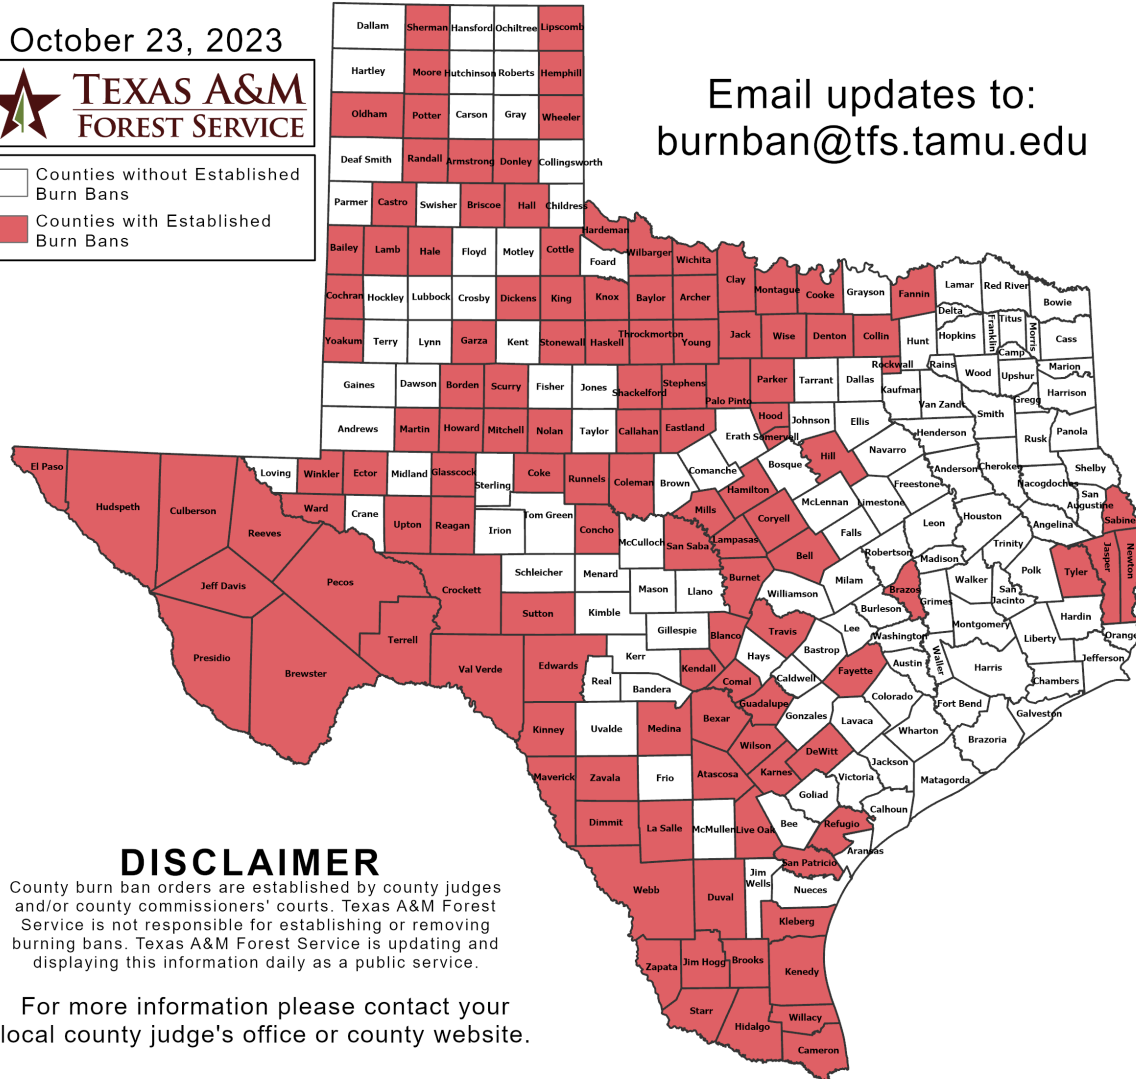 October 23, 2023
TEXAS A&M
FOREST SERVICE
Counties without Established
Burn Bans
Counties with Established
Burn Bans
Email updates to:
burnban@tfs.tamu.edu
Dallam Sherman Hansford Ochiltree Lipscomb
Hartley Moore Hutchinson Roberts Hemphill
Oldham Potter Carson Gray Wheeler
Deaf Smith Randall Armstrong Donley Collingsworth
Parmer Castro Swisher Briscoe Hall Childress
Hardeman
Bailey Lamb Hale Floyd Motley Cottle Foard Wilbarger Wichita
Clay Montague Cooke Grayson Fannin Lamar Red River Bowie
Cochran Hockley Lubbock Crosby Dickens King Knox Baylor Archer
Delta Franklin Titus Morris Cass
Yoakum Terry Lynn Garza Kent Stonewall Haskell Throckmorton Young Jack Wise Denton Collin Hunt Hopkins
Camp
Rockwall Rains Wood Upshur Marion
Gaines Dawson Borden Scurry Fisher Jones Shackelford Stephens Palo Pinto Parker Tarrant Dallas Kaufman Van Zandt Gregg Harrison
Andrews Martin Howard Mitchell Nolan Taylor Callahan Eastland Erath Hood Somervell Johnson Ellis Henderson Smith Rusk Panola
El Paso Hudspeth Culberson Reeves Loving Winkler Ector Midland Glasscock Sterling Coke Runnels Coleman Brown Comanche Bosque Hill Navarro Anderson Cherokee Nacogdoches Shelby
Ward Crane Upton Reagan Irion Tom Green Concho McCulloch San Saba Mills Hamilton Coryell McLennan Limestone Freestone Leon Houston Angelina San
Augustine Sabine
Jeff Davis Pecos Crockett Schleicher Menard Mason Llano Lampasas Burnet Bell Falls Robertson Madison Trinity Polk Tyler Jasper Newton
Presidio Brewster Terrell Sutton Kimble Gillespie Blanco Travis Williamson Milam Brazos Burleson Grimes Walker San
Jacinto Hardin Orange
Val Verde Edwards Real Kerr Bandera Kendall Comal Hays Caldwell Bastrop Lee Fayette Washington Austin Waller Montgomery Harris Liberty Chambers Jefferson
Kinney Uvalde Medina Bexar Guadalupe Gonzales Lavaca Colorado Wharton Fort Bend Brazoria Galveston
Maverick Zavala Frio Atascosa Wilson Karnes DeWitt Victoria Jackson Matagorda
Dimmit La Salle McMullen Live Oak Bee Goliad Refugio Calhoun
Webb Duval Jim
Wells San Patricio Aransas Nueces
Kleberg
Zapata Jim Hogg Brooks Kenedy
Starr Hidalgo Willacy
Cameron
DISCLAIMER
County burn ban orders are established by county judges
and/or county commissioners' courts. Texas A&M Forest
Service is not responsible for establishing or removing
burning bans. Texas A&M Forest Service is updating and
displaying this information daily as a public service.
For more information please contact your
local county judge's office or county website.